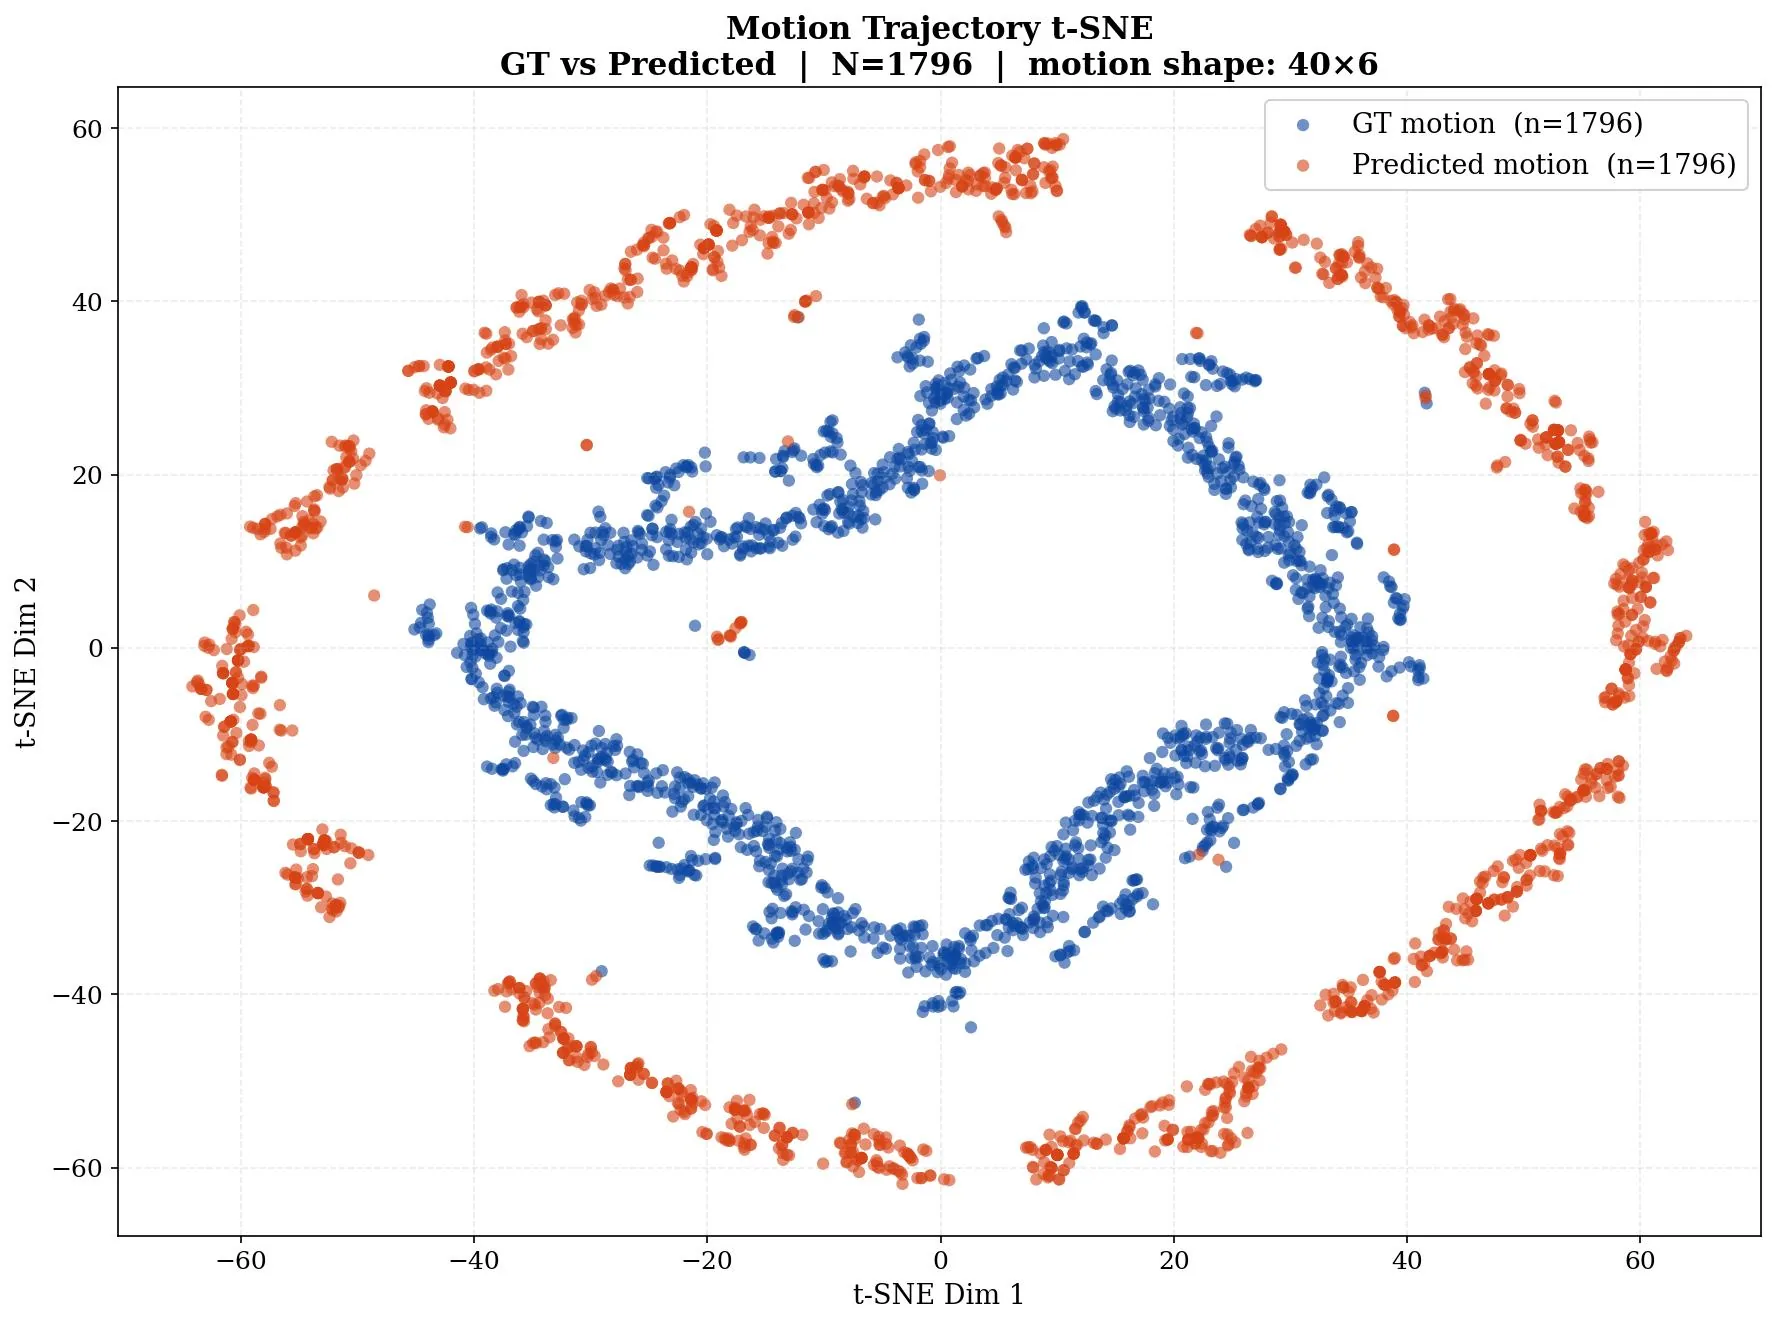 Motion Trajectory t-SNE
GT vs Predicted  |  N=1796  |  motion shape: 40×6
GT motion  (n=1796)
Predicted motion  (n=1796)
60
40
20
0
−20
−40
−60
t-SNE Dim 2
−60 −40 −20 0 20 40 60
t-SNE Dim 1